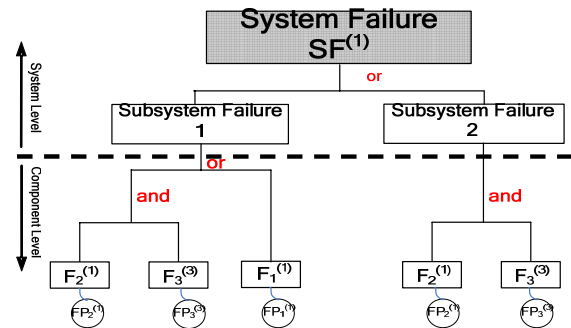 System Failure
SF(1)
or
Subsystem Failure
1
Subsystem Failure
2
System Level
or
Component Level
and
and
F2(1)
F3(3)
F1(1)
F2(1)
F3(3)
FP2(1)
FP3(3)
FP1(1)
FP2(1)
FP3(3)